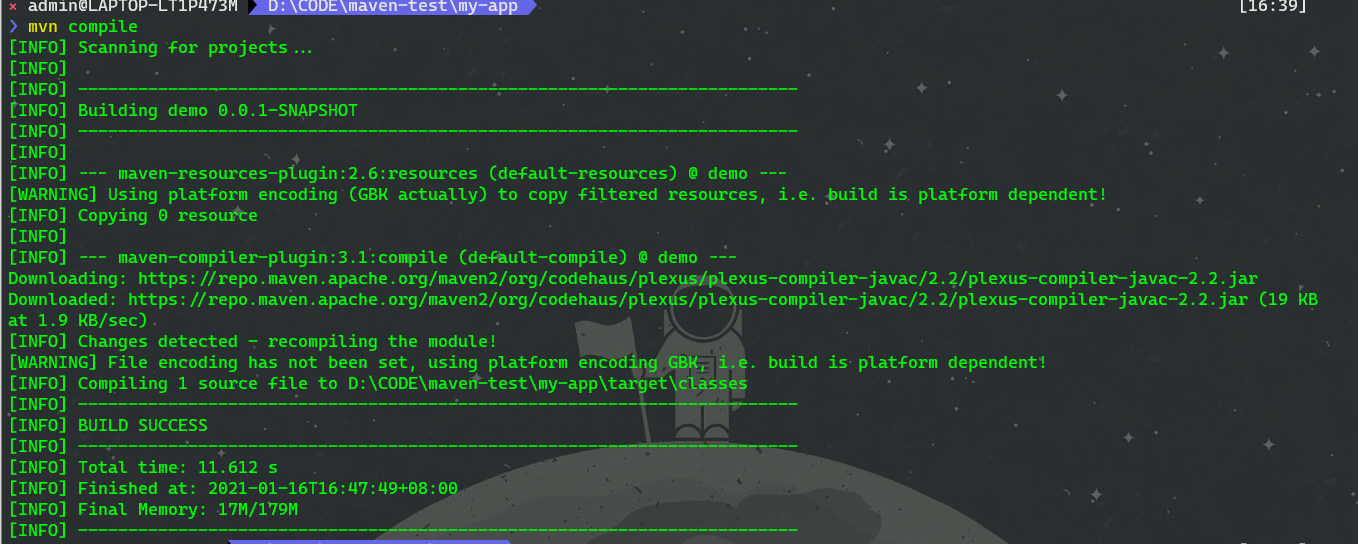 × admin@LAPTOP-LT1P473M D:\CODE\maven-test\my-app [16:39]
❯ mvn compile
[INFO] Scanning for projects...
[INFO]
[INFO] ------------------------------------------------------------------------
[INFO] Building demo 0.0.1-SNAPSHOT
[INFO] ------------------------------------------------------------------------
[INFO]
[INFO] --- maven-resources-plugin:2.6:resources (default-resources) @ demo ---
[WARNING] Using platform encoding (GBK actually) to copy filtered resources, i.e. build is platform dependent!
[INFO] Copying 0 resource
[INFO]
[INFO] --- maven-compiler-plugin:3.1:compile (default-compile) @ demo ---
Downloading: https://repo.maven.apache.org/maven2/org/codehaus/plexus/plexus-compiler-javac/2.2/plexus-compiler-javac-2.2.jar
Downloaded: https://repo.maven.apache.org/maven2/org/codehaus/plexus/plexus-compiler-javac/2.2/plexus-compiler-javac-2.2.jar (19 KB
at 1.9 KB/sec)
[INFO] Changes detected - recompiling the module!
[WARNING] File encoding has not been set, using platform encoding GBK, i.e. build is platform dependent!
[INFO] Compiling 1 source file to D:\CODE\maven-test\my-app\target\classes
[INFO] ------------------------------------------------------------------------
[INFO] BUILD SUCCESS
[INFO] ------------------------------------------------------------------------
[INFO] Total time: 11.612 s
[INFO] Finished at: 2021-01-16T16:47:49+08:00
[INFO] Final Memory: 17M/179M
[INFO] ------------------------------------------------------------------------